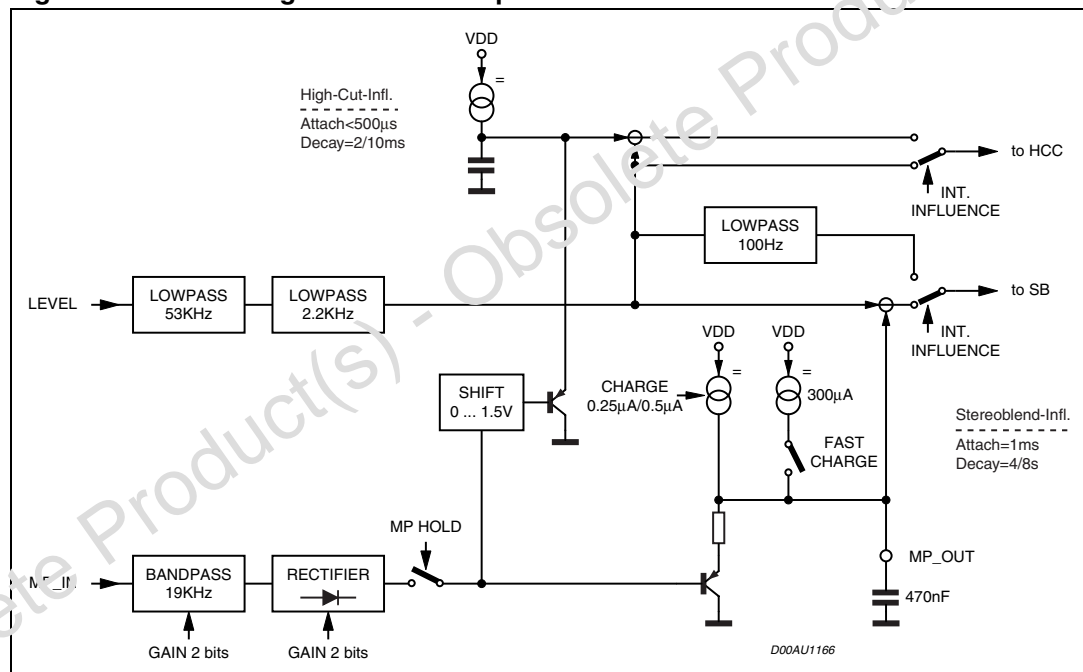 VDD
=
High-Cut-Infl.
Attach<500µs
Decay=2/10ms
to HCC
INT.
INFLUENCE
LOWPASS
100Hz
LEVEL
LOWPASS
53KHz
LOWPASS
2.2KHz
to SB
INT.
INFLUENCE
VDD
=
VDD
=
CHARGE
0.25µA/0.5µA
300µA
SHIFT
0 ... 1.5V
FAST
CHARGE
Stereoblend-Infl.
Attach=1ms
Decay=4/8s
MP HOLD
MP_IN
BANDPASS
19KHz
RECTIFIER
MP_OUT
470nF
GAIN 2 bits
GAIN 2 bits
D00AU1166
Product(s) - Obsolete Produc
ete Product(s)